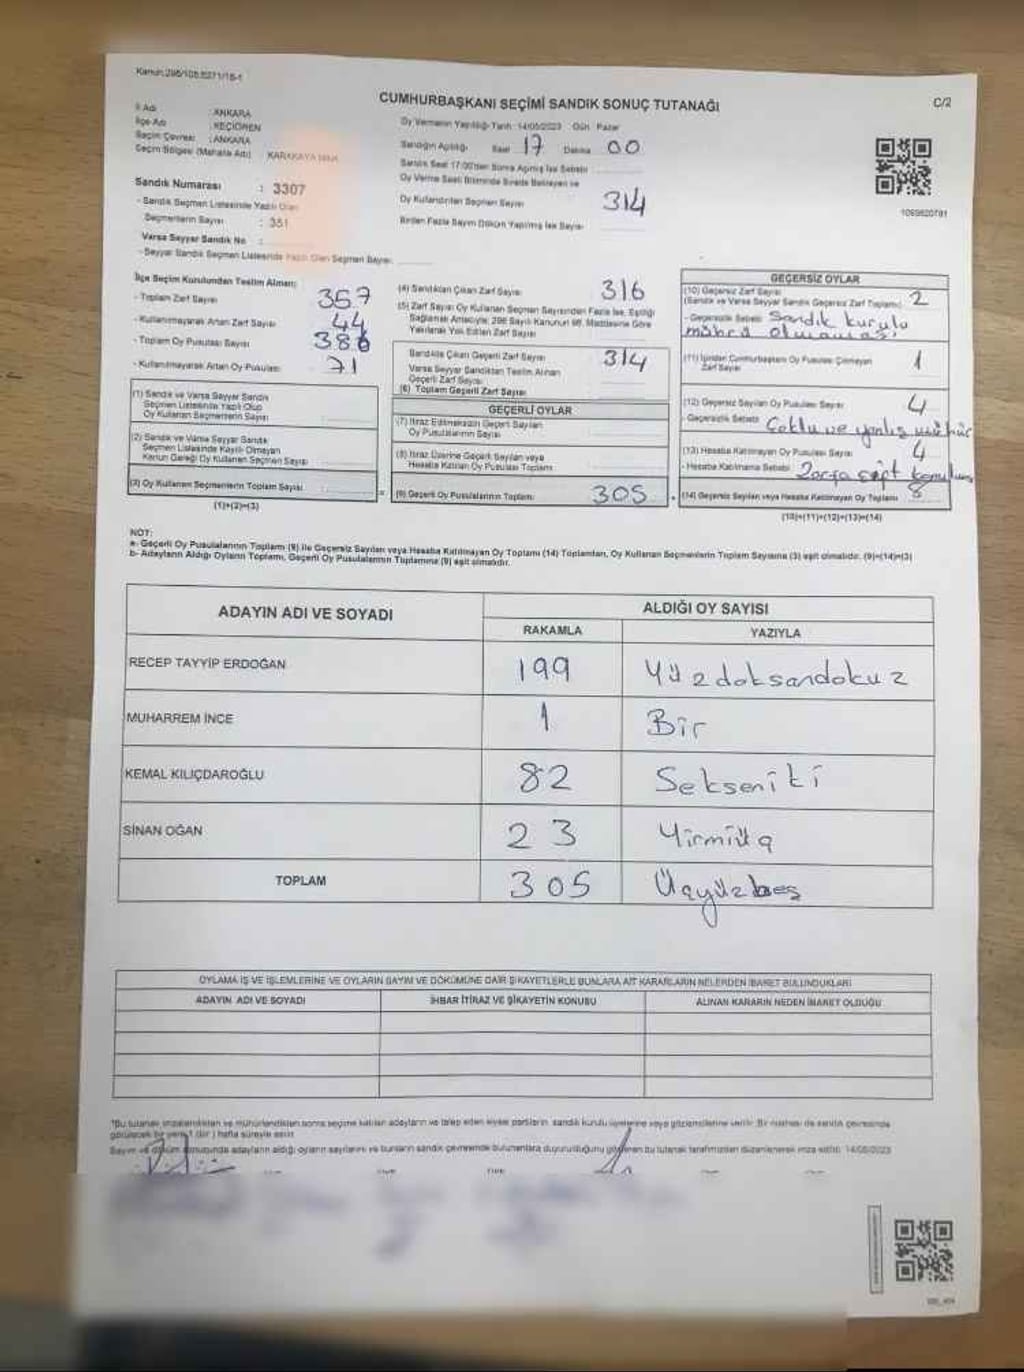 Kanun:298/105,6271/18-1
CUMHURBAŞKANI SEÇİMİ SANDIK SONUÇ TUTANAĞI
C/2
İl Adı : ANKARA
İlçe Adı : KEÇİÖREN
Seçim Çevresi : ANKARA
Seçim Bölgesi (Mahalle Adı) : KARAKAYA MAH.
Sandık Numarası : 3307
- Sandık Seçmen Listesinde Yazılı Olan
Seçmenlerin Sayısı : 351
Varsa Seyyar Sandık No :
- Seyyar Sandık Seçmen Listesinde Yazılı Olan Seçmen Sayısı:
Oy Vermenin Yapıldığı Tarih: 14/05/2023 Gün: Pazar
Sandığın Açıldığı Saat 17 Dakika 00
Sandık Saat 17:00'den Sonra Açılmış İse Sebebi
Oy Verme Saati Bitiminde Sırada Bekleyen ve
Oy Kullandırılan Seçmen Sayısı 314
Birden Fazla Sayım Döküm Yapılmış İse Sayısı
1069620791
İlçe Seçim Kurulundan Teslim Alınan:
- Toplam Zarf Sayısı 357
- Kullanılmayarak Artan Zarf Sayısı 44
- Toplam Oy Pusulası Sayısı 386
- Kullanılmayarak Artan Oy Pusulası 71
(1) Sandık ve Varsa Seyyar Sandık
Seçmen Listesinde Yazılı Olup
Oy Kullanan Seçmenlerin Sayısı
(2) Sandık ve Varsa Seyyar Sandık
Seçmen Listesinde Kayıtlı Olmayan
Kanun Gereği Oy Kullanan Seçmen Sayısı
(3) Oy Kullanan Seçmenlerin Toplam Sayısı
(1)+(2)=(3)
(4) Sandıktan Çıkan Zarf Sayısı 316
(5) Zarf Sayısı Oy Kullanan Seçmen Sayısından Fazla İse, Eşitliği
Sağlamak Amacıyla; 298 Sayılı Kanunun 98. Maddesine Göre
Yakılarak Yok Edilen Zarf Sayısı
Sandıkta Çıkan Geçerli Zarf Sayısı 314
Varsa Seyyar Sandıktan Teslim Alınan
Geçerli Zarf Sayısı
(6) Toplam Geçerli Zarf Sayısı
GEÇERLİ OYLAR
(7) İtiraz Edilmeksizin Geçerli Sayılan
Oy Pusulalarının Sayısı
(8) İtiraz Üzerine Geçerli Sayılan veya
Hesaba Katılan Oy Pusulası Toplamı
(9) Geçerli Oy Pusulalarının Toplamı 305
GEÇERSİZ OYLAR
(10) Geçersiz Zarf Sayısı
(Sandık ve Varsa Seyyar Sandık Geçersiz Zarf Toplamı) 2
- Geçersizlik Sebebi Sandık kurulu
mührü olmaması
(11) İçinden Cumhurbaşkanı Oy Pusulası Çıkmayan
Zarf Sayısı 1
(12) Geçersiz Sayılan Oy Pusulası Sayısı 4
- Geçersizlik Sebebi Çoklu ve yanlış mühür
(13) Hesaba Katılmayan Oy Pusulası Sayısı 4
- Hesaba Katılmama Sebebi
(14) Geçersiz Sayılan veya Hesaba Katılmayan Oy Toplamı 8
(10)+(11)+(12)+(13)=(14)
NOT:
a- Geçerli Oy Pusulalarının Toplamı (9) ile Geçersiz Sayılan veya Hesaba Katılmayan Oy Toplamı (14) Toplamları, Oy Kullanan Seçmenlerin Toplam Sayısına (3) eşit olmalıdır. (9)+(14)=(3)
b- Adayların Aldığı Oyların Toplamı, Geçerli Oy Pusulalarının Toplamına (9) eşit olmalıdır.
ADAYIN ADI VE SOYADI
ALDIĞI OY SAYISI
RAKAMLA YAZIYLA
RECEP TAYYİP ERDOĞAN 199 Yüzdoksandokuz
MUHARREM İNCE 1 Bir
KEMAL KILIÇDAROĞLU 82 Sekseniki
SİNAN OĞAN 23 Yirmiüç
TOPLAM 305 Üçyüzbeş
OYLAMA İŞ VE İŞLEMLERİNE VE OYLARIN SAYIM VE DÖKÜMÜNE DAİR ŞİKAYETLERLE BUNLARA AİT KARARLARIN NELERDEN İBARET BULUNDUKLARI
ADAYIN ADI VE SOYADI İHBAR İTİRAZ VE ŞİKAYETİN KONUSU ALINAN KARARIN NEDEN İBARET OLDUĞU
*Bu tutanak imzalandıktan ve mühürlendikten sonra seçime katılan adayların ve talep eden siyasi partilerin, sandık kurulu üyelerine veya gözlemcilerine verilir. Bir nüshası da sandık çevresinde
görülecek bir yere 1 (bir) hafta süreyle asılır.
Sayım ve döküm sonucunda adayların aldığı oyların sayılarını ve bunların sandık çevresinde bulunanlara duyurulduğunu gösteren bu tutanak tarafımızdan düzenlenerek imza edildi. 14/05/2023